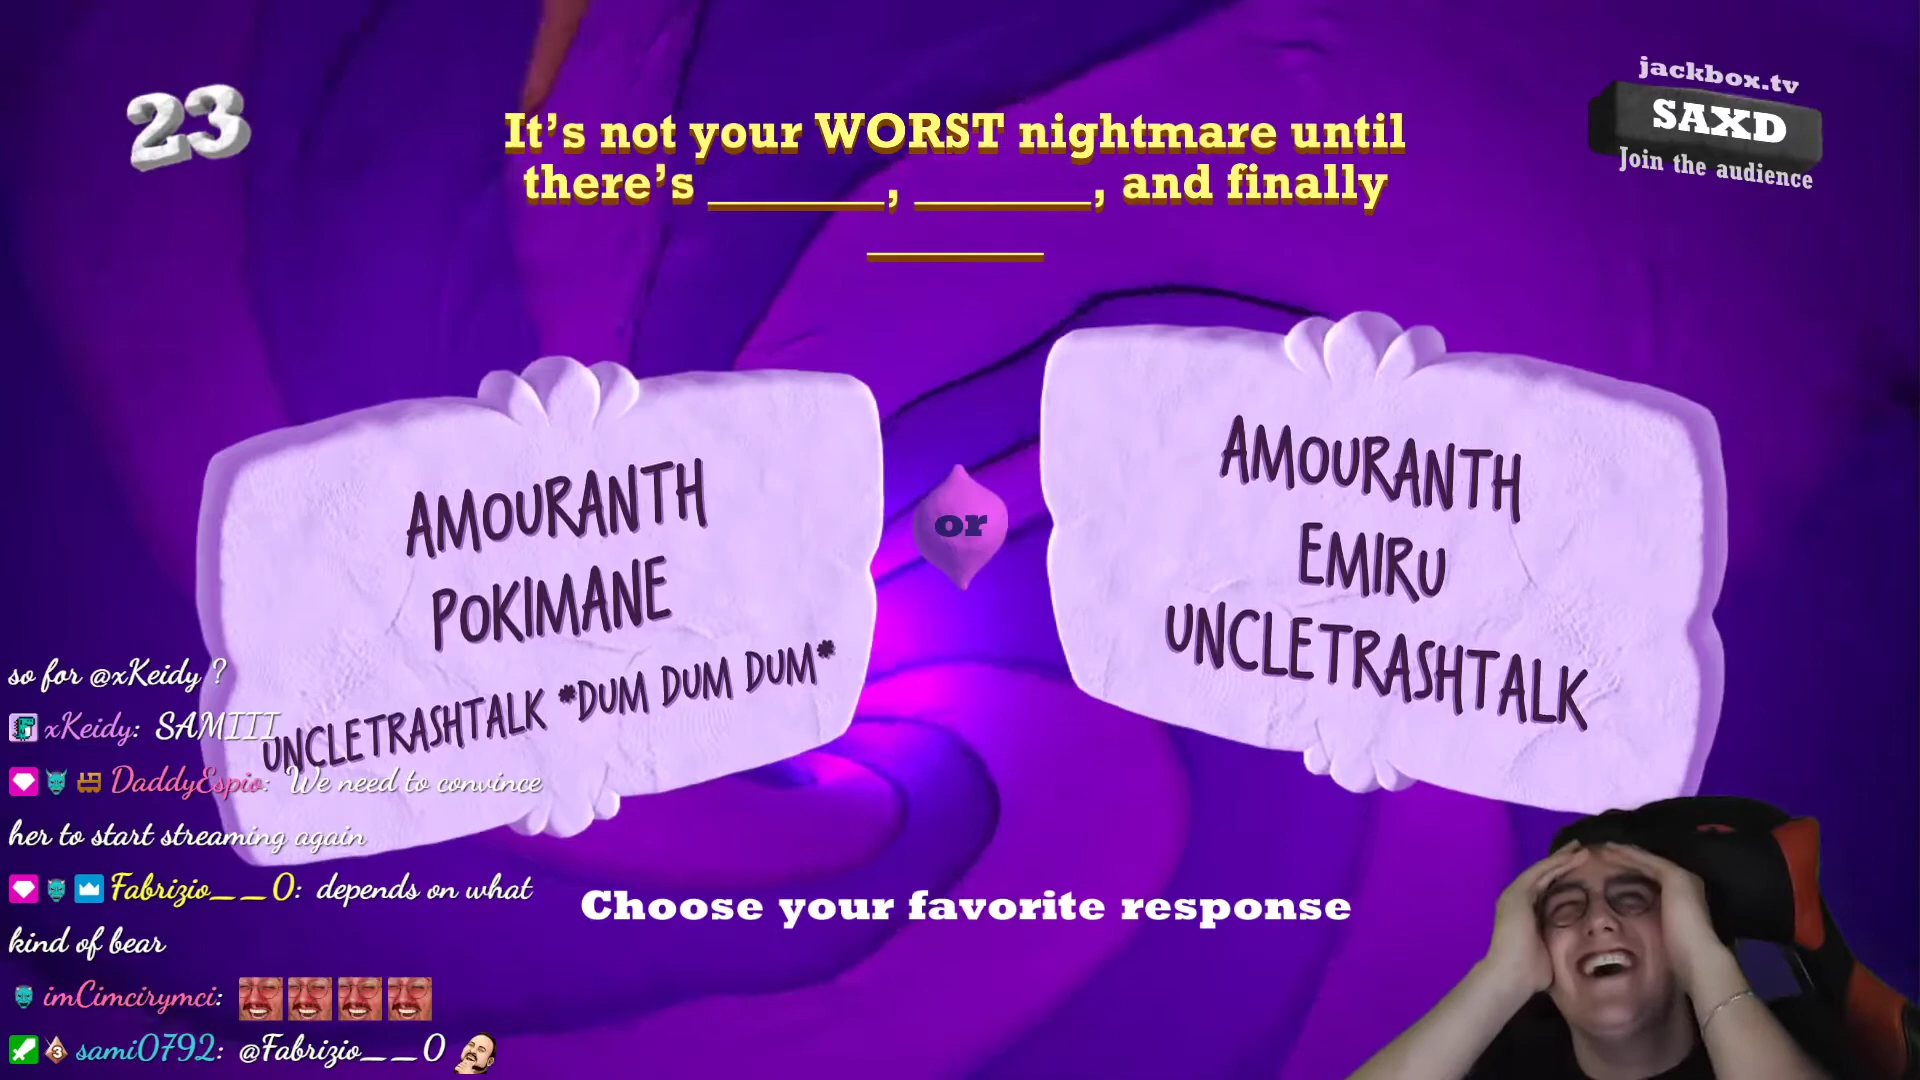 23
It's not your WORST nightmare until
there's ______, ______, and finally
______
jackbox.tv
SAXD
Join the audience
AMOURANTH
POKIMANE
UNCLETRASHTALK *DUM DUM DUM*
or
AMOURANTH
EMIRU
UNCLETRASHTALK
Choose your favorite response
so for @xKeidy ?
xKeidy: SAMIII
DaddyEspio: We need to convince
her to start streaming again
Fabrizio__0: depends on what
kind of bear
imCimcirymci:
3 sami0792: @Fabrizio__0